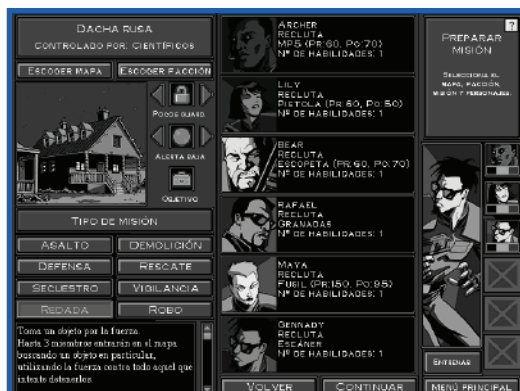 DACHA RUSA
CONTROLADO POR: CIENTÍFICOS
ESCOGER MAPA
ESCOGER FACCIÓN
POCOS GUARD.
ALERTA BAJA
OBJETIVO
TIPO DE MISIÓN
ASALTO
DEMOLICIÓN
DEFENSA
RESCATE
SECUESTRO
VIGILANCIA
REDADA
ROBO
Toma un objeto por la fuerza.
Hasta 3 miembros entrarán en el mapa
buscando un objeto en particular,
utilizando la fuerza contra todo aquel que
intente detenerlos.
ARCHER
RECLUTA
MP5 (PR:60, PO:70)
Nº DE HABILIDADES: 1
LILY
RECLUTA
PISTOLA (PR:60, PO:50)
Nº DE HABILIDADES: 1
BEAR
RECLUTA
ESCOPETA (PR:60, PO:70)
Nº DE HABILIDADES: 1
RAFAEL
RECLUTA
GRANADAS
Nº DE HABILIDADES: 1
MAYA
RECLUTA
FUSIL (PR:150, PO:95)
Nº DE HABILIDADES: 1
GENNADY
RECLUTA
ESCÁNER
Nº DE HABILIDADES: 1
VOLVER
CONTINUAR
?
PREPARAR
MISIÓN
SELECCIONA EL
MAPA, FACCIÓN,
MISIÓN Y PERSONAJES.
ENTRENAR
MENÚ PRINCIPAL